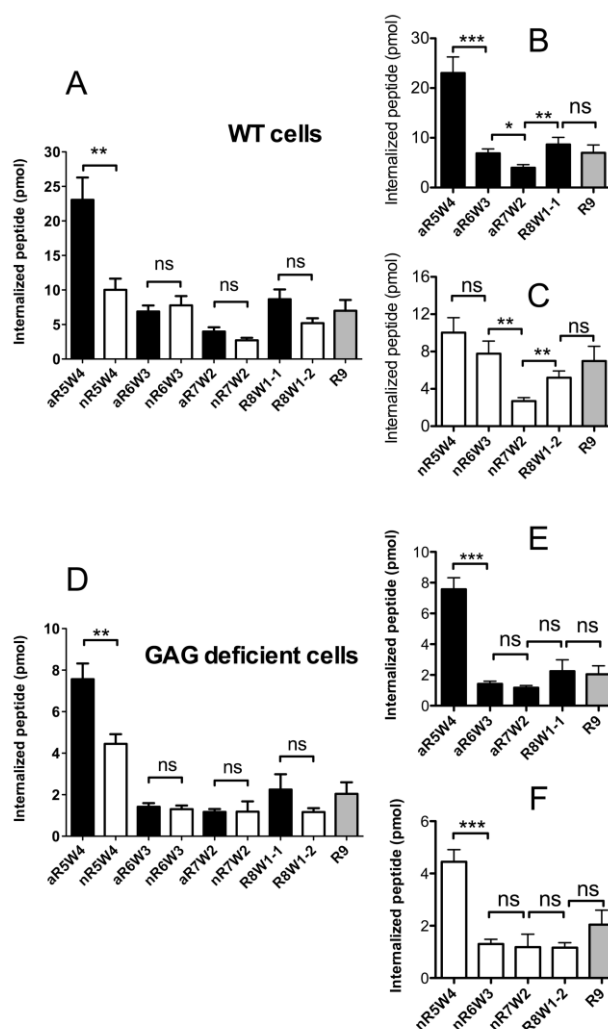 A
WT cells
Internalized peptide (pmol)
30
25
20
15
10
5
0
**
ns
ns
ns
aR5W4
nR5W4
aR6W3
nR6W3
aR7W2
nR7W2
R8W1-1
R8W1-2
R9
B
Internalized peptide (pmol)
30
20
10
0
***
*
**
ns
aR5W4
aR6W3
aR7W2
R8W1-1
R9
C
Internalized peptide (pmol)
16
12
8
4
0
ns
**
**
ns
nR5W4
nR6W3
nR7W2
R8W1-2
R9
D
GAG deficient cells
Internalized peptide (pmol)
10
8
6
4
2
0
**
ns
ns
ns
aR5W4
nR5W4
aR6W3
nR6W3
aR7W2
nR7W2
R8W1-1
R8W1-2
R9
E
Internalized peptide (pmol)
10
8
6
4
2
0
***
ns
ns
ns
aR5W4
aR6W3
aR7W2
R8W1-1
R9
F
Internalized peptide (pmol)
6
4
2
0
***
ns
ns
ns
nR5W4
nR6W3
nR7W2
R8W1-2
R9